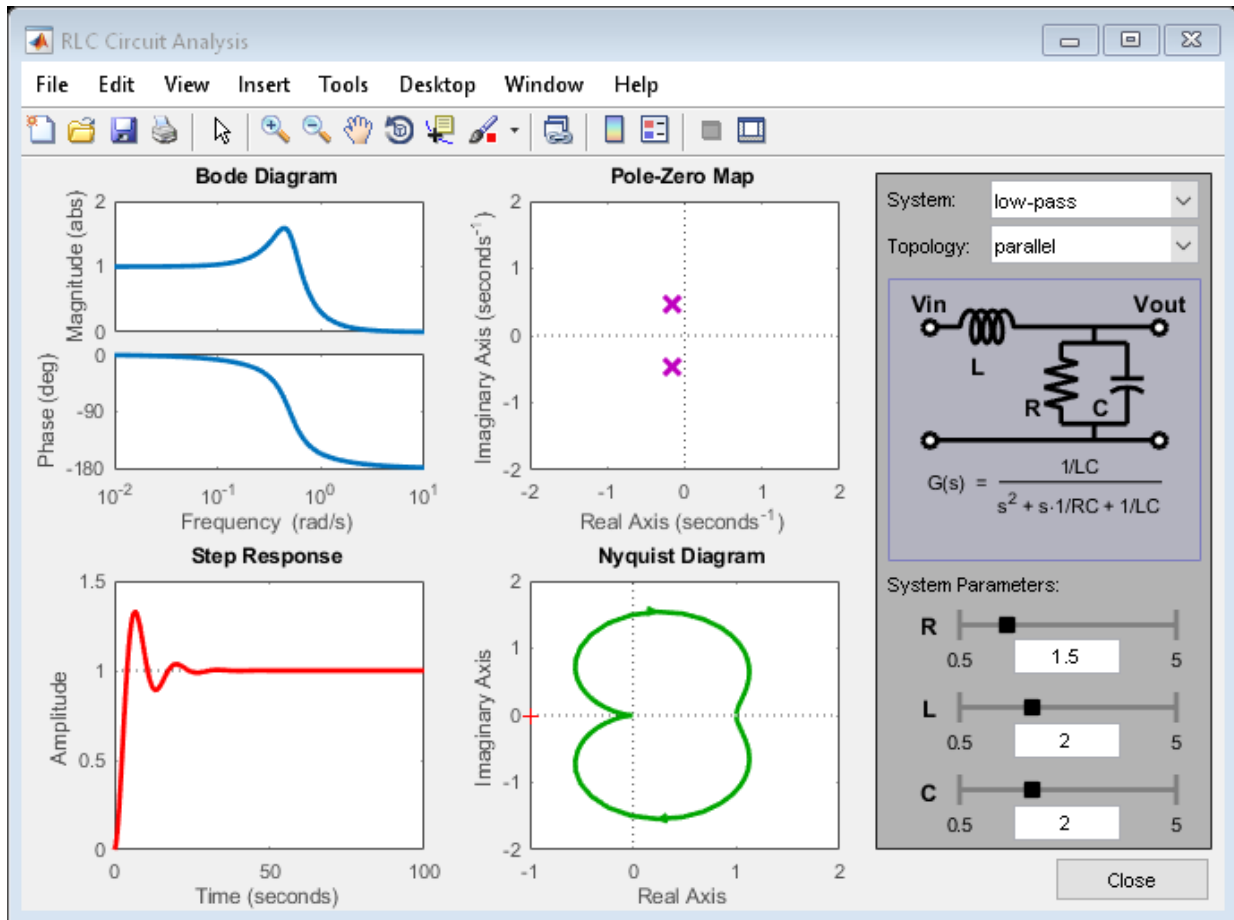 RLC Circuit Analysis
File Edit View Insert Tools Desktop Window Help
Bode Diagram
Magnitude (abs)
2
1
0
Phase (deg)
0
-90
-180
10^-2 10^-1 10^0 10^1
Frequency (rad/s)
Pole-Zero Map
Imaginary Axis (seconds^-1)
2
1
0
-1
-2
-2 -1 0 1 2
Real Axis (seconds^-1)
Step Response
Amplitude
1.5
1
0.5
0
0 50 100
Time (seconds)
Nyquist Diagram
Imaginary Axis
2
1
0
-1
-2
-1 0 1 2
Real Axis
System: low-pass
Topology: parallel
Vin Vout
L
R C
1/LC
G(s) =
s^2 + s·1/RC + 1/LC
System Parameters:
R
0.5 1.5 5
L
0.5 2 5
C
0.5 2 5
Close